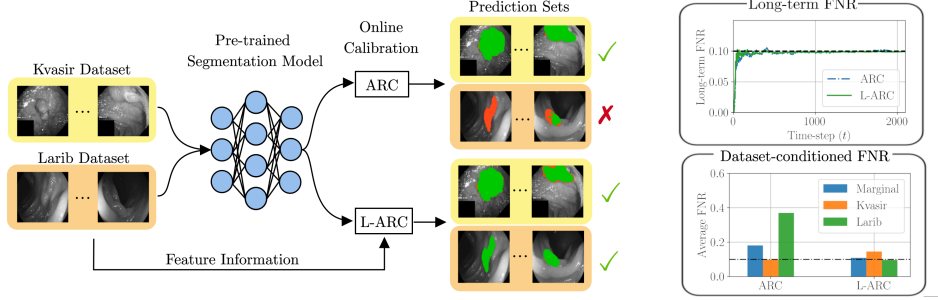 Prediction Sets
Online
Calibration
Pre-trained
Segmentation Model
Kvasir Dataset
Larib Dataset
ARC
L-ARC
Feature Information
✓
✗
✓
✓
Long-term FNR
Long-term FNR
0.10
0.05
0.00
ARC
L-ARC
0
1000
2000
Time-step (t)
Dataset-conditioned FNR
Average FNR
0.6
0.4
0.2
0.0
Marginal
Kvasir
Larib
ARC
L-ARC